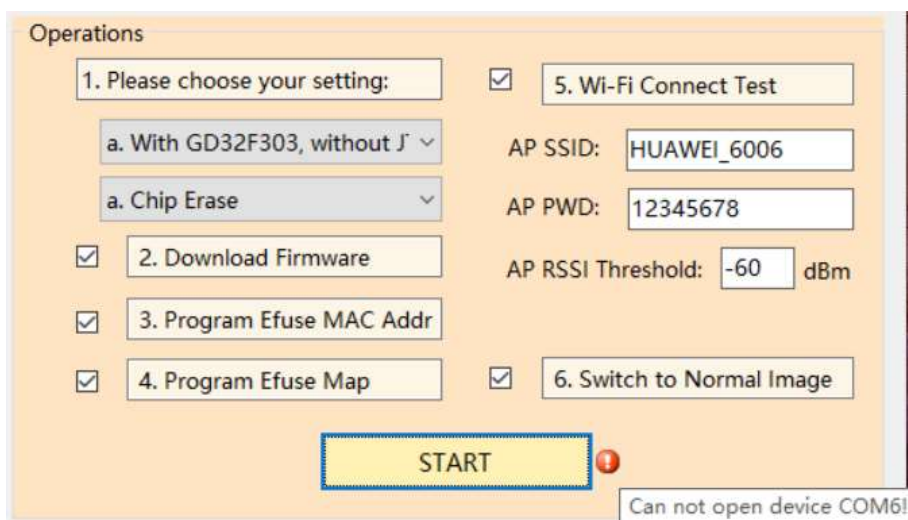 Operations
1. Please choose your setting:
a. With GD32F303, without J
a. Chip Erase
2. Download Firmware
3. Program Efuse MAC Addr
4. Program Efuse Map
5. Wi-Fi Connect Test
AP SSID: HUAWEI_6006
AP PWD: 12345678
AP RSSI Threshold: -60 dBm
6. Switch to Normal Image
START
Can not open device COM6!